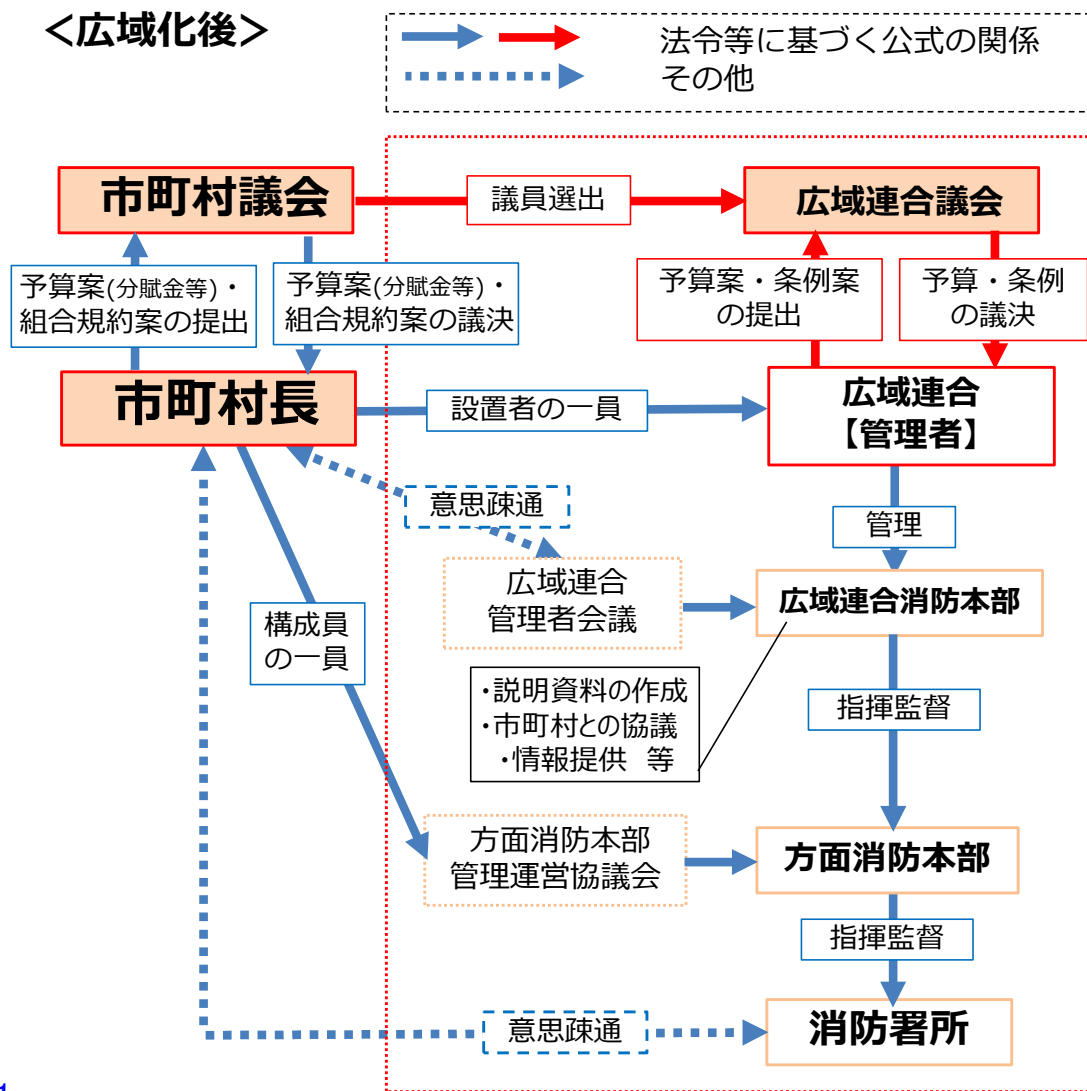 ＜広域化後＞
法令等に基づく公式の関係
その他
市町村議会
議員選出
広域連合議会
予算案(分賦金等)・
組合規約案の提出
予算案(分賦金等)・
組合規約案の議決
予算案・条例案
の提出
予算・条例
の議決
市町村長
設置者の一員
広域連合
【管理者】
意思疎通
管理
広域連合
管理者会議
広域連合消防本部
構成員
の一員
・説明資料の作成
・市町村との協議
・情報提供　等
指揮監督
方面消防本部
管理運営協議会
方面消防本部
指揮監督
意思疎通
消防署所